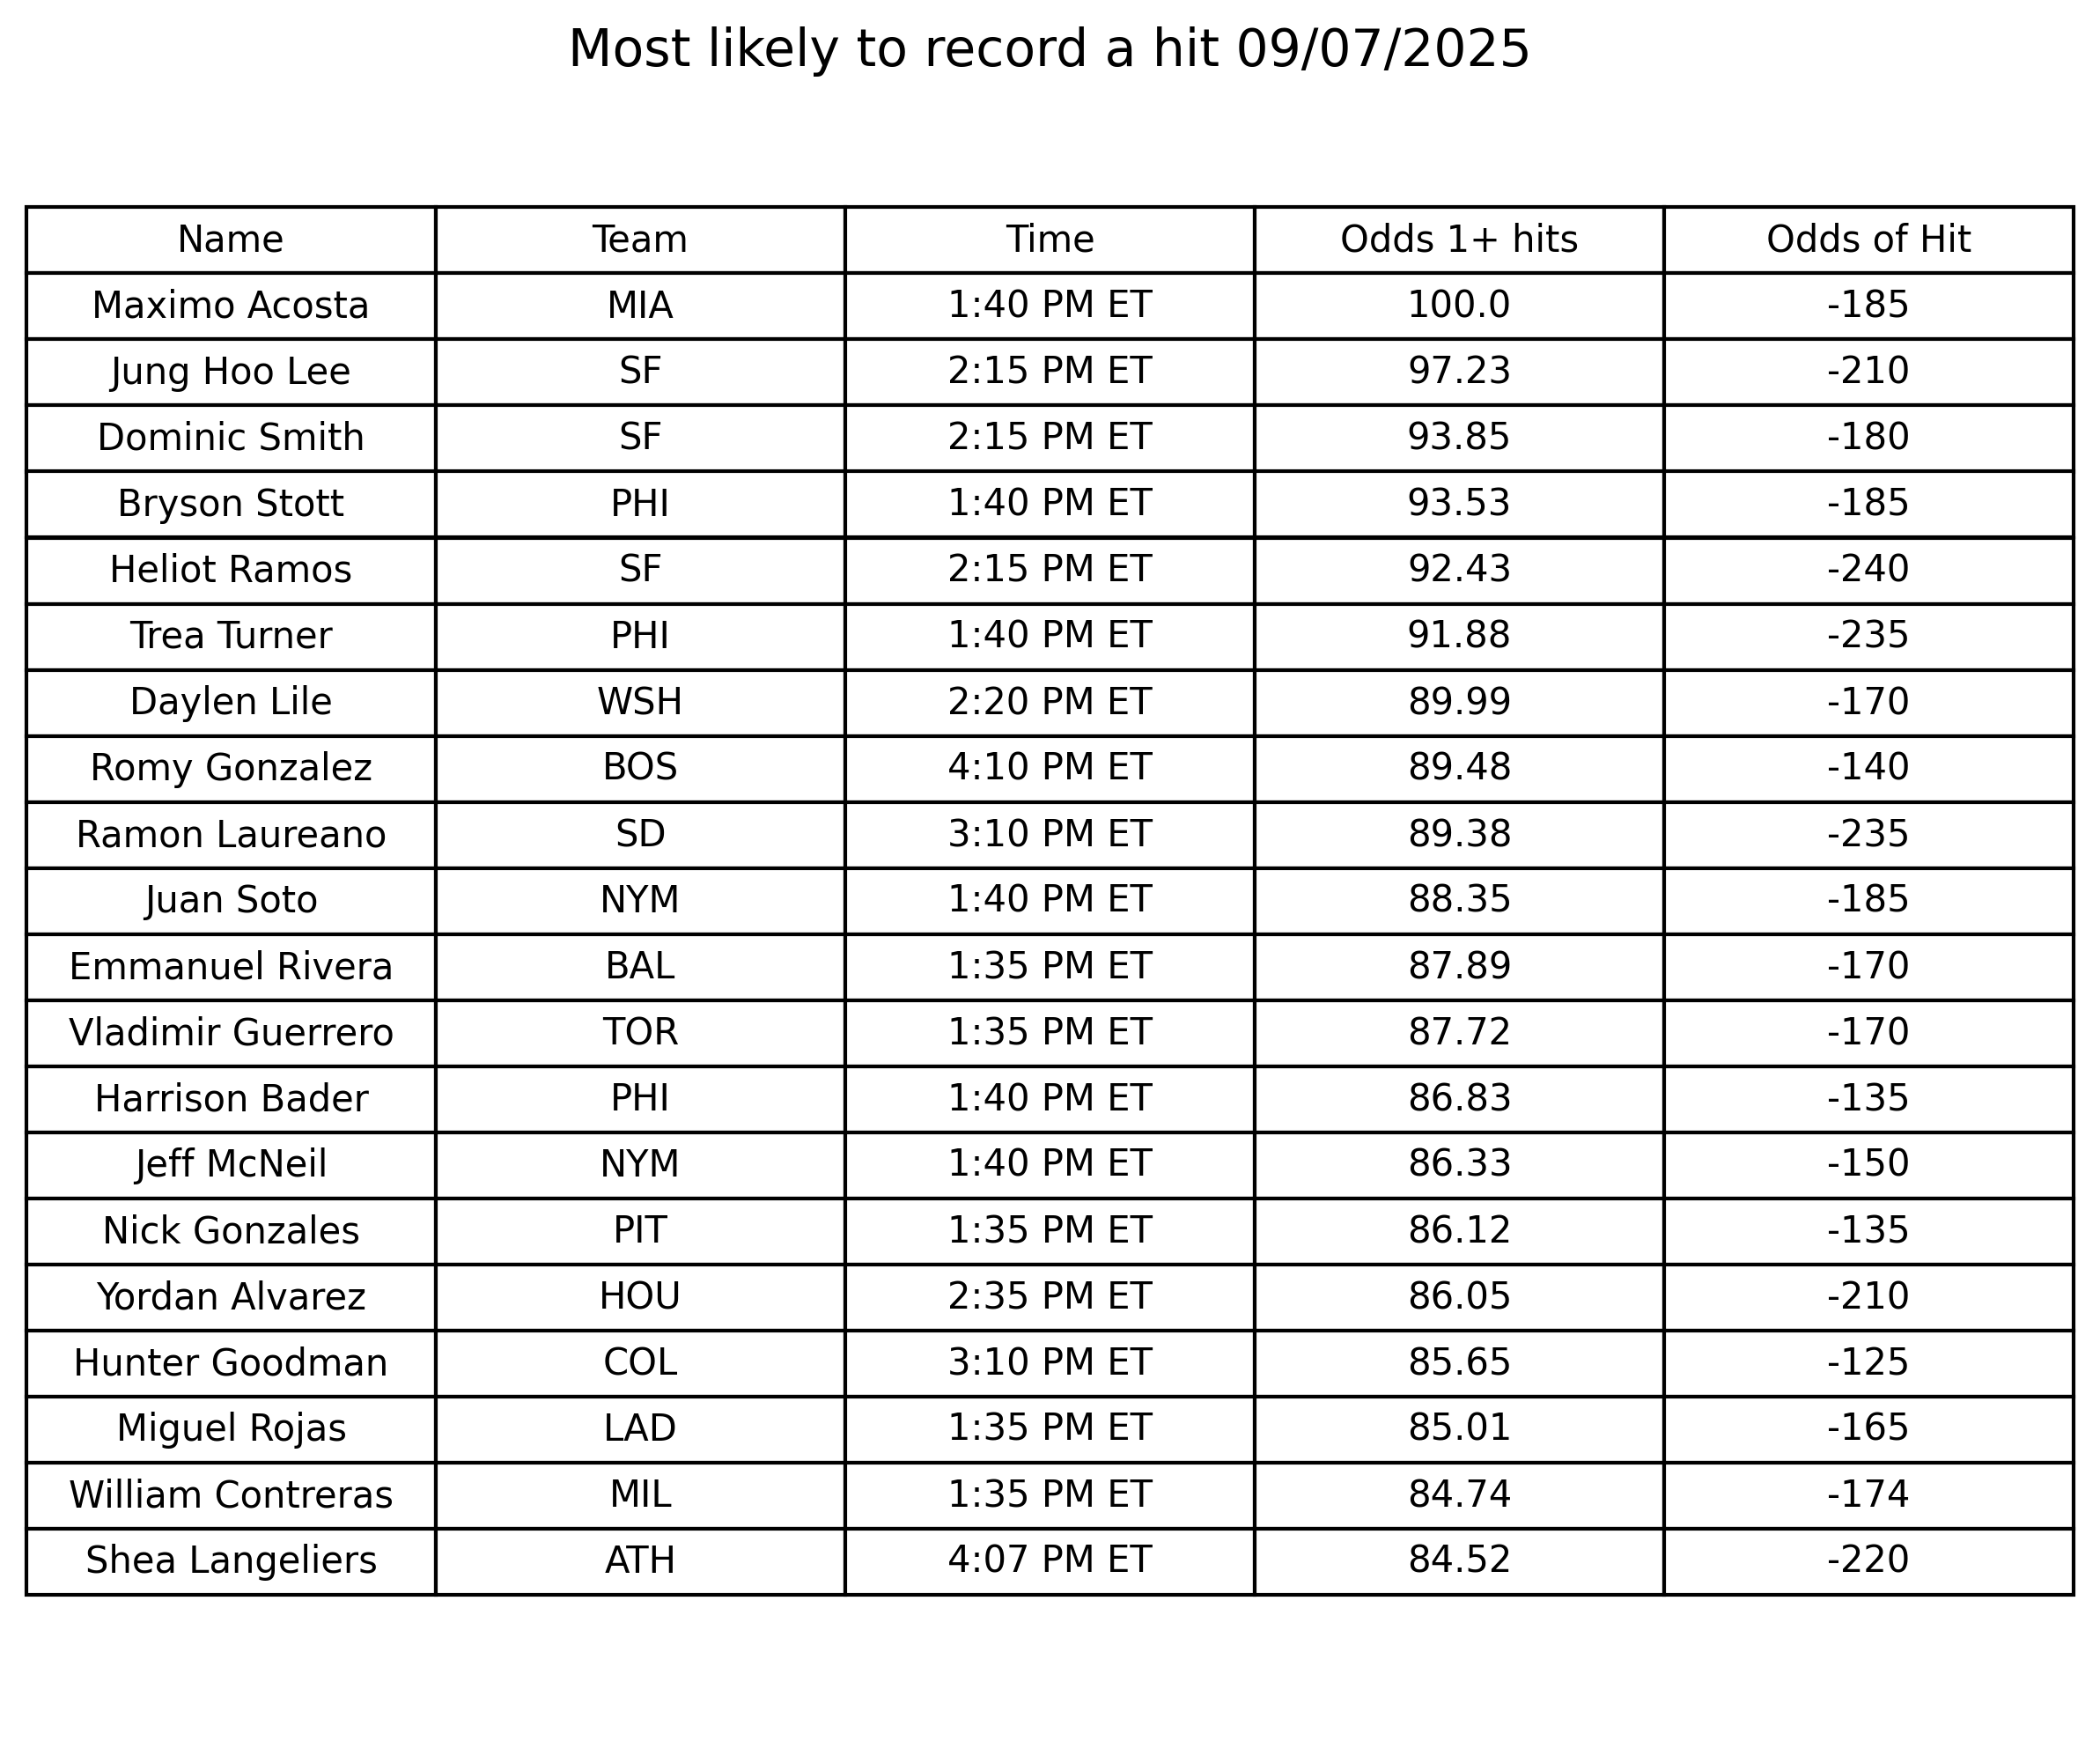 Most likely to record a hit 09/07/2025
Name Team Time Odds 1+ hits Odds of Hit
Maximo Acosta MIA 1:40 PM ET 100.0 -185
Jung Hoo Lee SF 2:15 PM ET 97.23 -210
Dominic Smith SF 2:15 PM ET 93.85 -180
Bryson Stott PHI 1:40 PM ET 93.53 -185
Heliot Ramos SF 2:15 PM ET 92.43 -240
Trea Turner PHI 1:40 PM ET 91.88 -235
Daylen Lile WSH 2:20 PM ET 89.99 -170
Romy Gonzalez BOS 4:10 PM ET 89.48 -140
Ramon Laureano SD 3:10 PM ET 89.38 -235
Juan Soto NYM 1:40 PM ET 88.35 -185
Emmanuel Rivera BAL 1:35 PM ET 87.89 -170
Vladimir Guerrero TOR 1:35 PM ET 87.72 -170
Harrison Bader PHI 1:40 PM ET 86.83 -135
Jeff McNeil NYM 1:40 PM ET 86.33 -150
Nick Gonzales PIT 1:35 PM ET 86.12 -135
Yordan Alvarez HOU 2:35 PM ET 86.05 -210
Hunter Goodman COL 3:10 PM ET 85.65 -125
Miguel Rojas LAD 1:35 PM ET 85.01 -165
William Contreras MIL 1:35 PM ET 84.74 -174
Shea Langeliers ATH 4:07 PM ET 84.52 -220